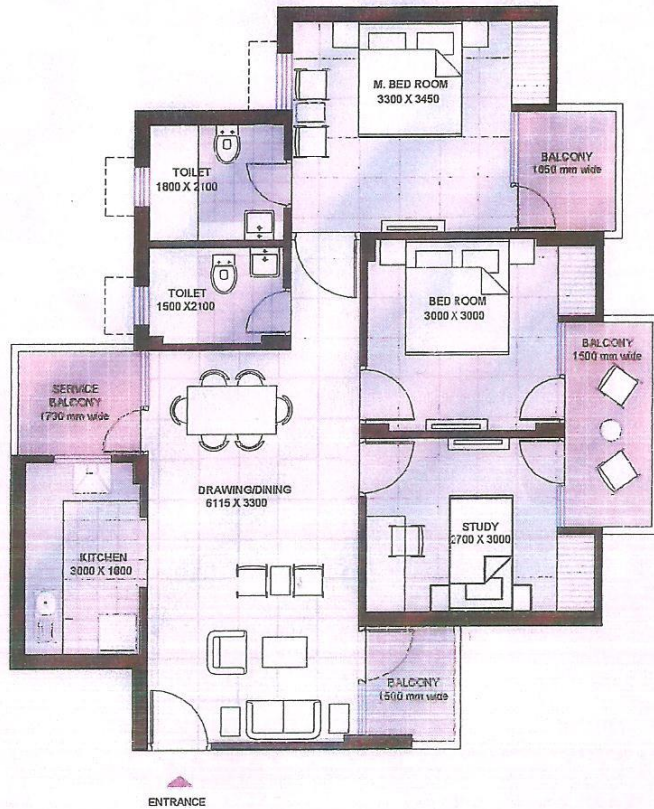 M. BED ROOM
3300 X 3450
BALCONY
1050 mm wide
TOILET
1800 X 2100
TOILET
1500 X2100
BED ROOM
3000 X 3000
BALCONY
1500 mm wide
SERVICE
BALCONY
1730 mm wide
DRAWING/DINING
6115 X 3300
STUDY
2700 X 3000
KITCHEN
3000 X 1800
BALCONY
1500 mm wide
ENTRANCE